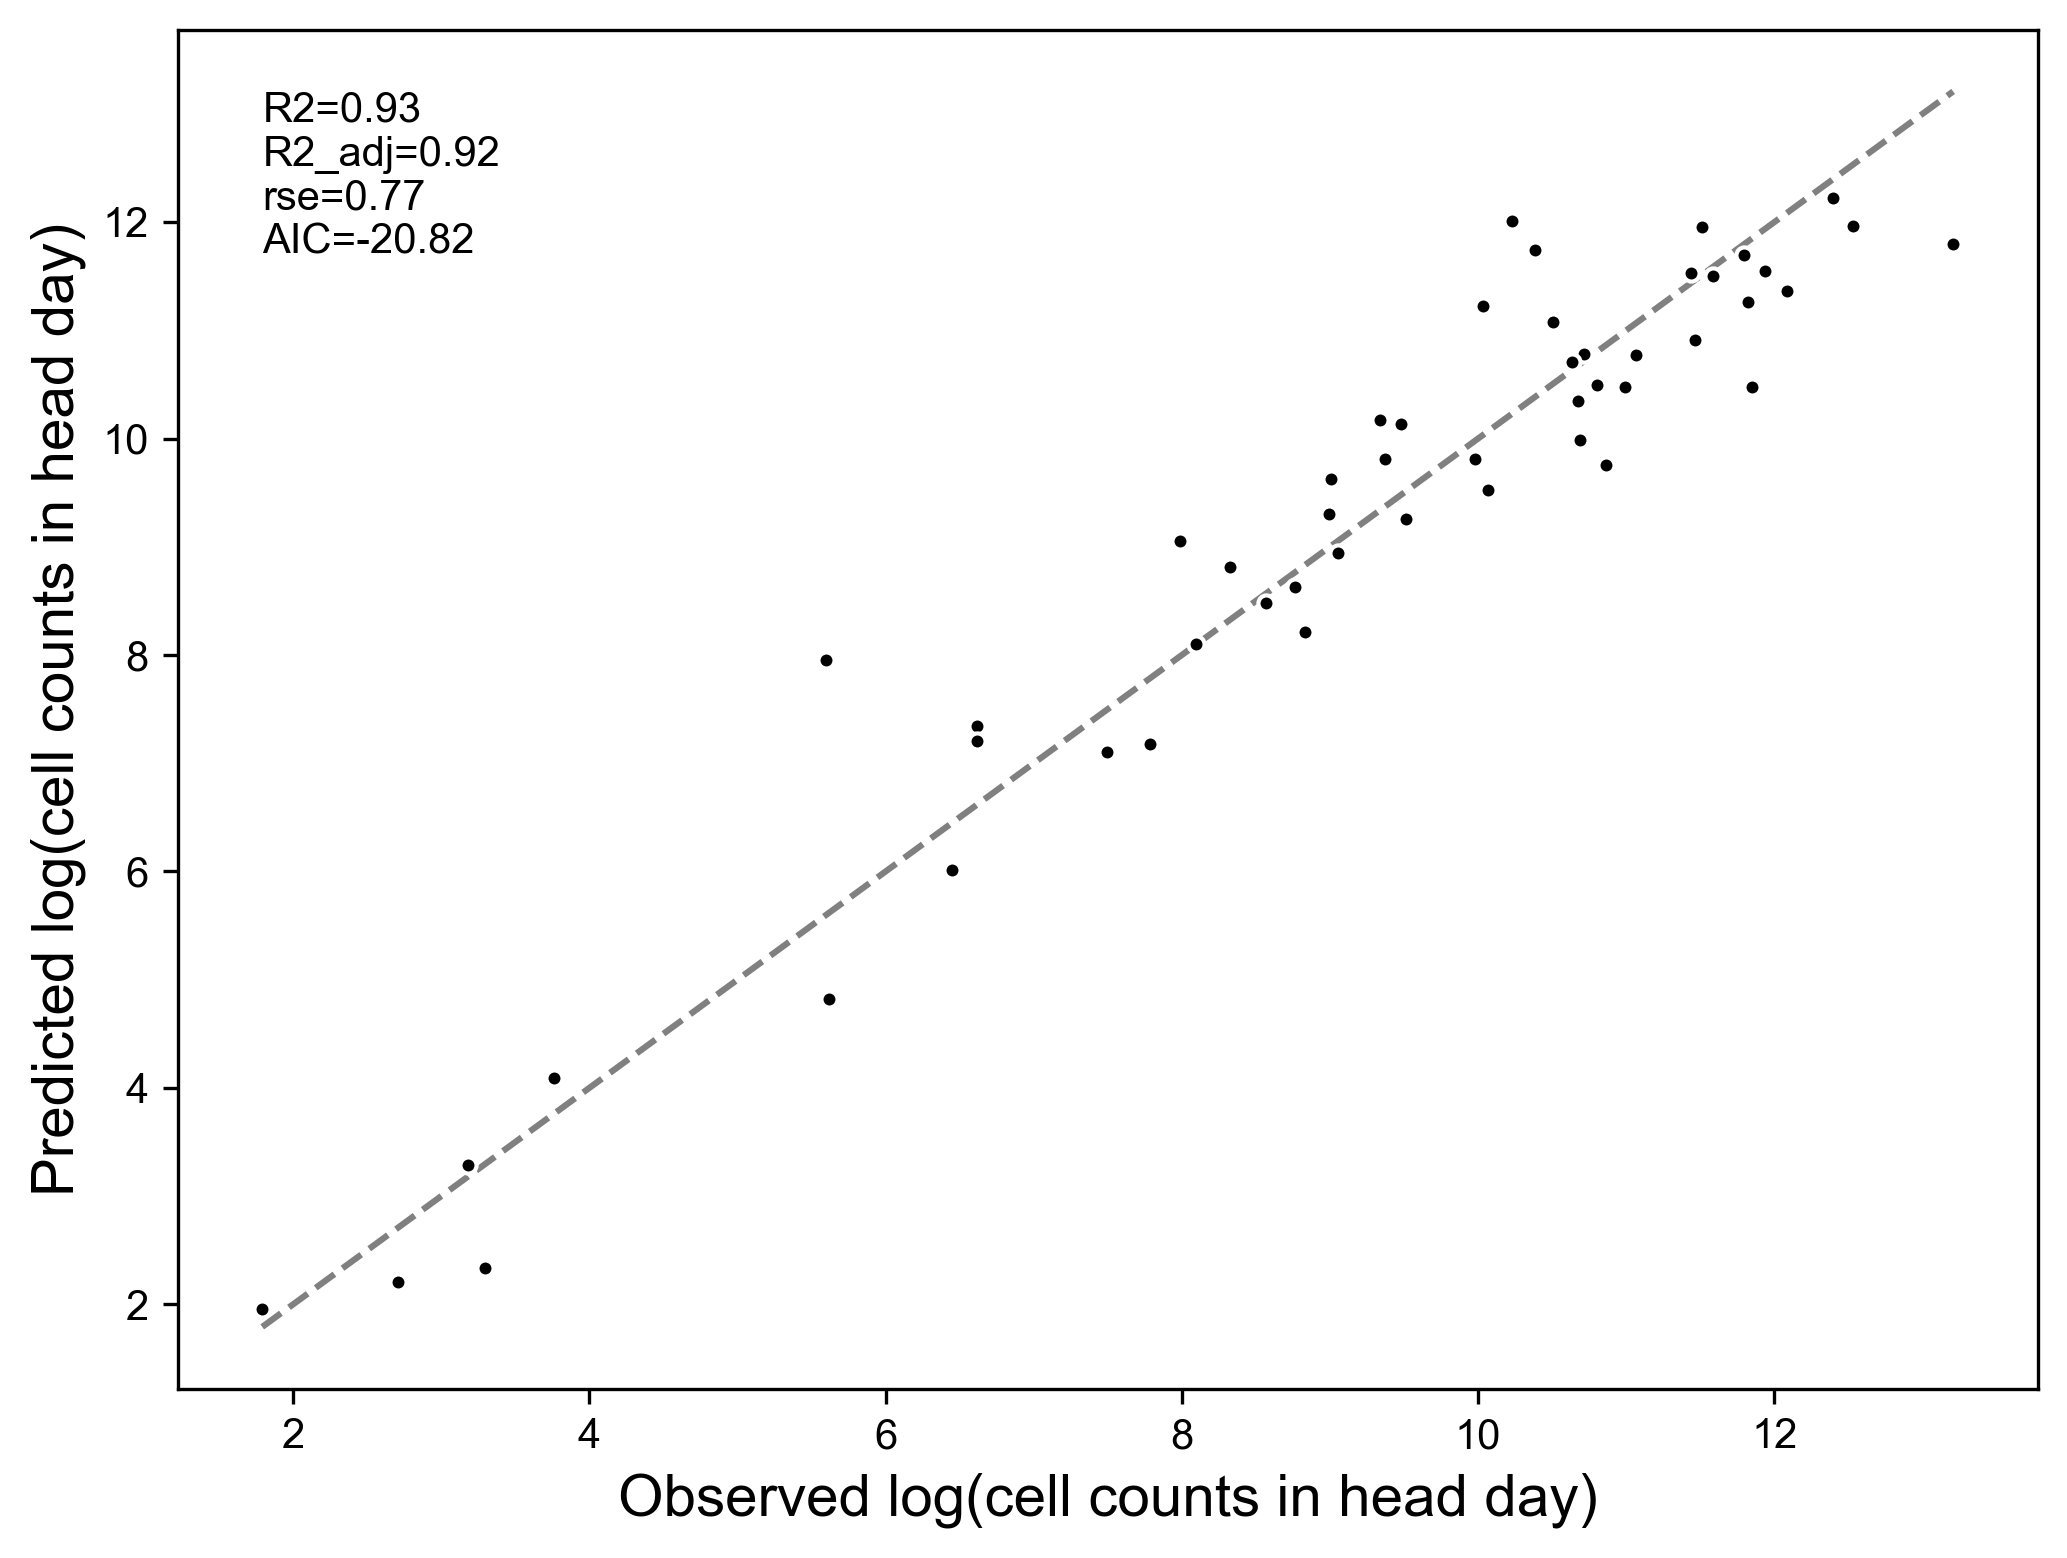 R2=0.93
R2_adj=0.92
rse=0.77
AIC=-20.82
Predicted log(cell counts in head day)
12
10
8
6
4
2
2 4 6 8 10 12
Observed log(cell counts in head day)